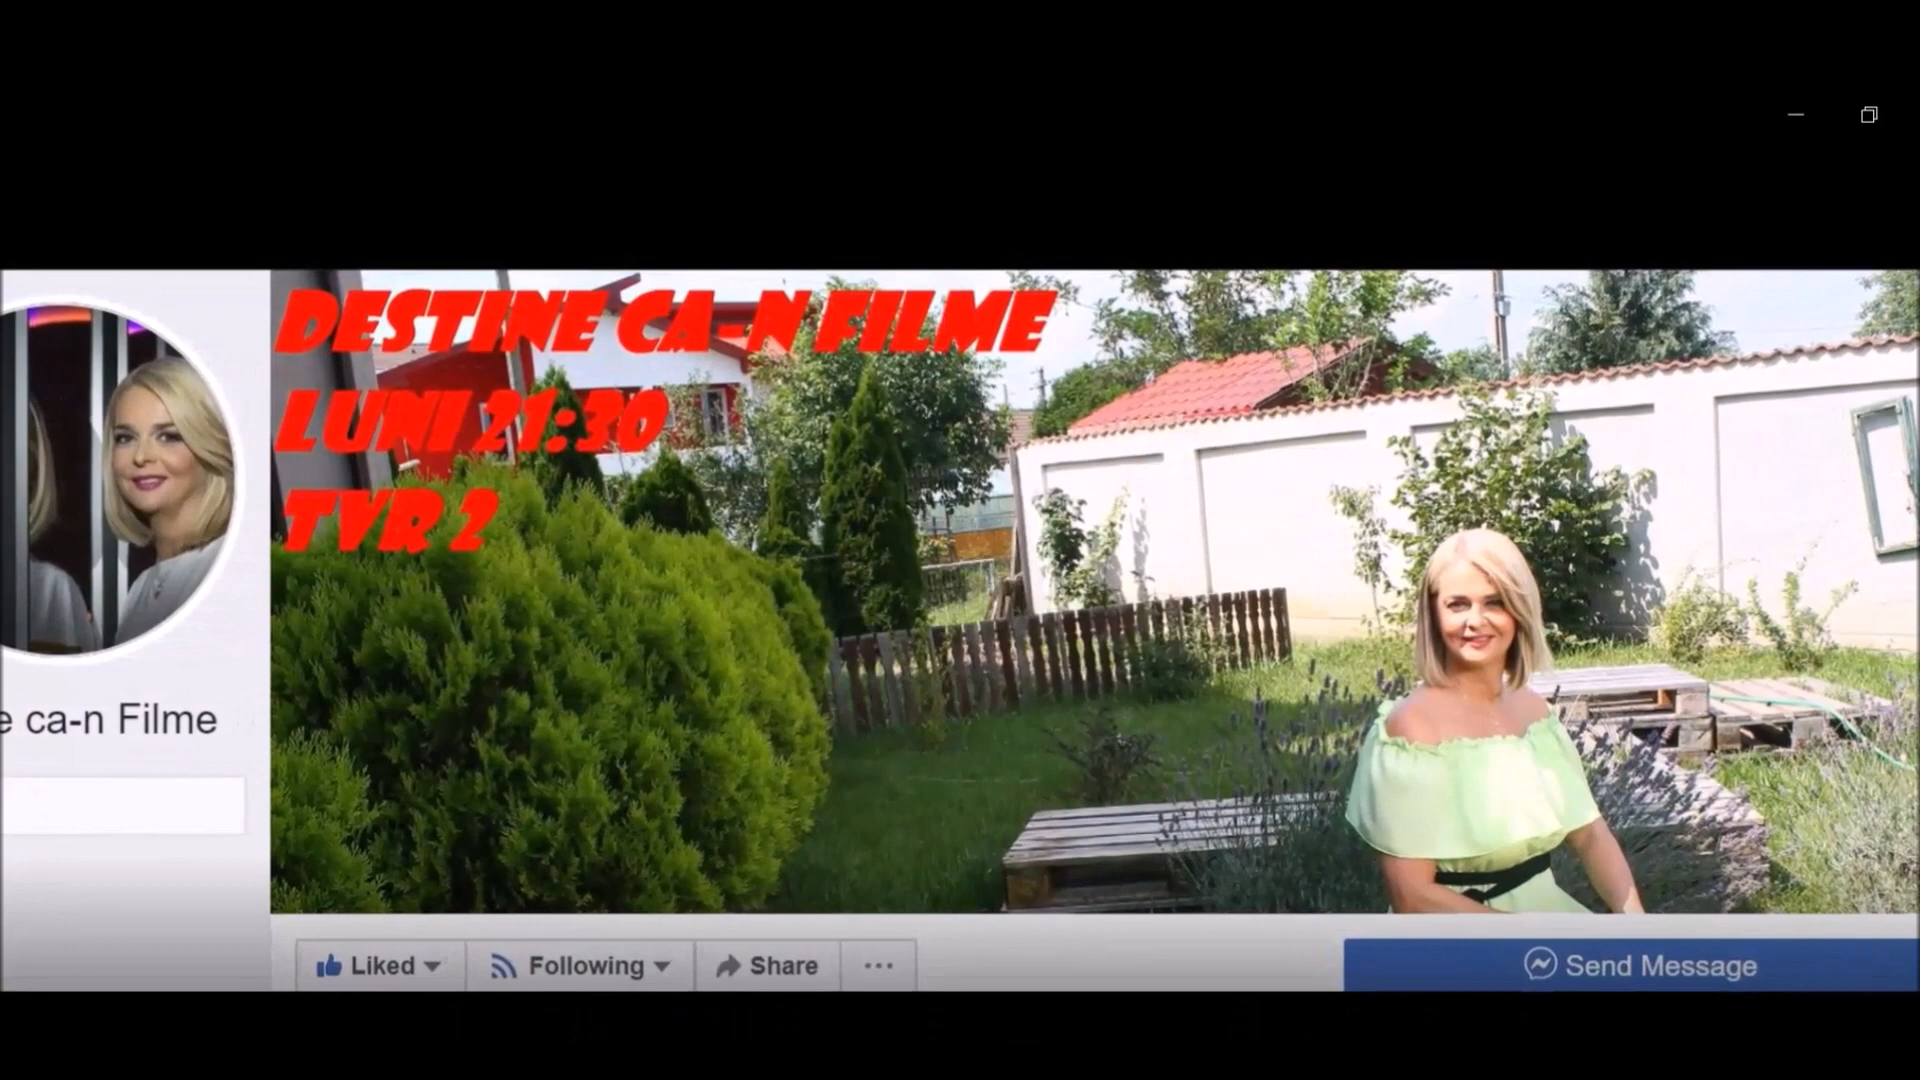 DESTINE CA-N FILME
LUNI 21:30
TVR 2
e ca-n Filme
Liked
Following
Share
Send Message